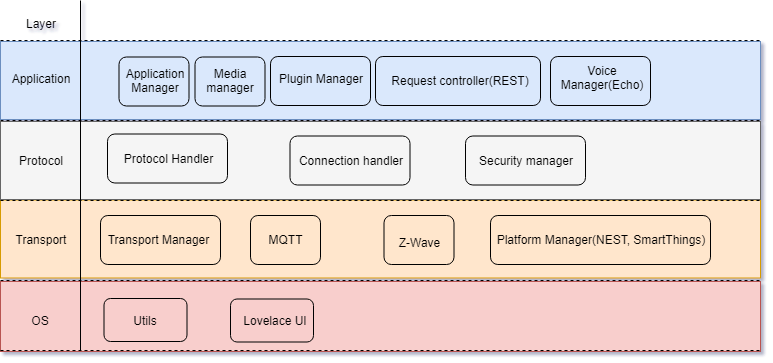 Layer
Application
Application
Manager
Media
manager
Plugin Manager
Request controller(REST)
Voice
Manager(Echo)
Protocol
Protocol Handler
Connection handler
Security manager
Transport
Transport Manager
MQTT
Z-Wave
Platform Manager(NEST, SmartThings)
OS
Utils
Lovelace UI